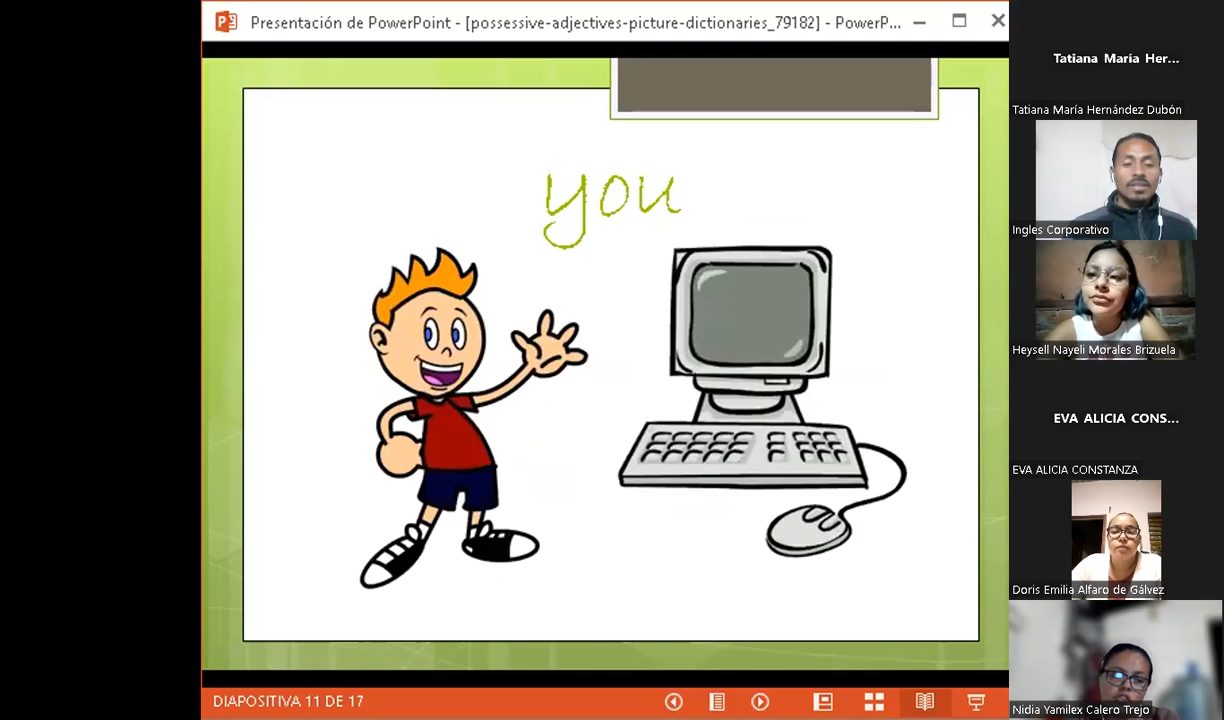 Presentación de PowerPoint - [possessive-adjectives-picture-dictionaries_79182] - PowerP...
you
DIAPOSITIVA 11 DE 17
Tatiana María Her...
Tatiana María Hernández Dubón
Ingles Corporativo
Heysell Nayeli Morales Brizuela
EVA ALICIA CONS...
EVA ALICIA CONSTANZA
Doris Emilia Alfaro de Gálvez
Nidia Yamilex Calero Trejo